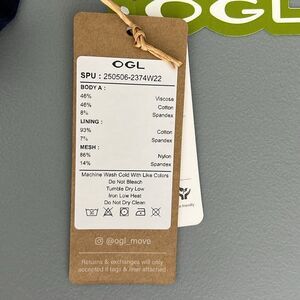 OGL
OGL
SPU : 250506-2374W22
BODY A :
46% Viscose
46% Cotton
8% Spandex
LINING :
93% Cotton
7% Spandex
MESH :
86% Nylon
14% Spandex
Machine Wash Cold With Like Colors
Do Not Bleach
Tumble Dry Low
Iron Low Heat
Do Not Dry Clean
friendly
@ogl_move
Returns & exchanges will only
accepted if tags & liner attached